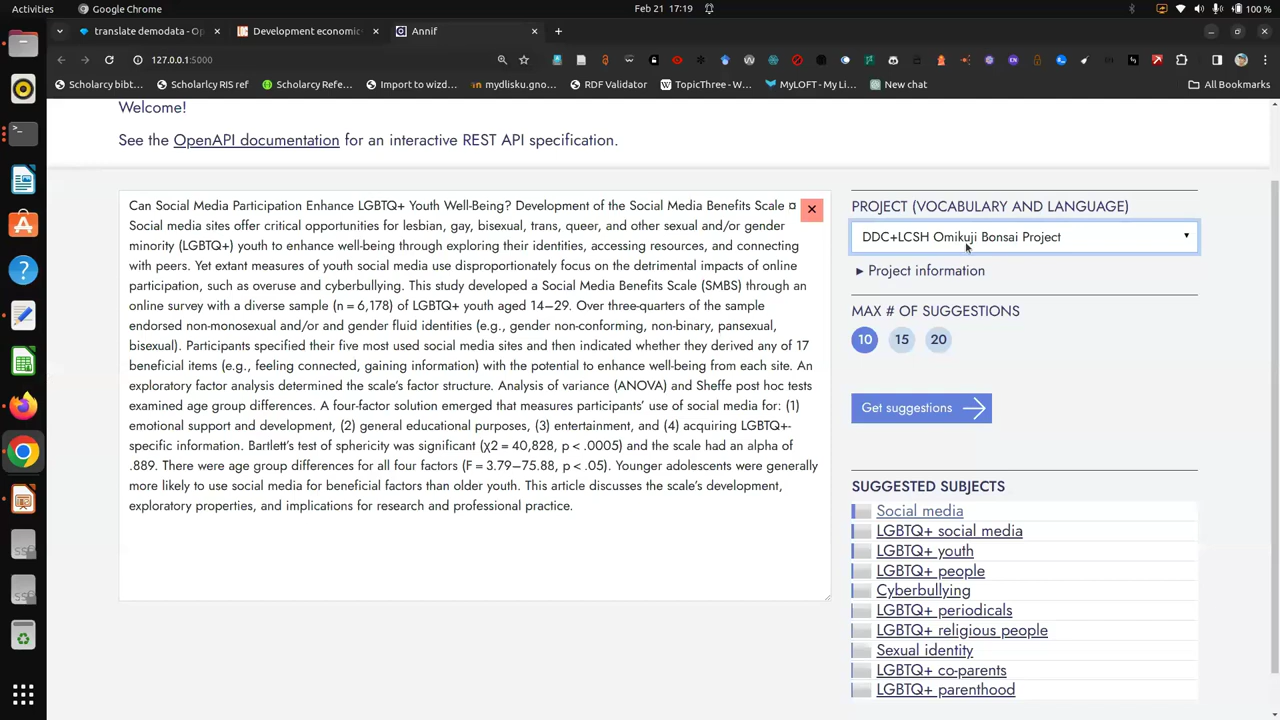 Activities
Google Chrome
Feb 21 17:19
100 %
translate demodata - Op
Development economic
Annif
127.0.0.1:5000
Scholarcy bibt...
Scholarlcy RIS ref
Scholarcy Refe...
Import to wizd...
mydlisku.gno...
RDF Validator
TopicThree - W...
MyLOFT - My Li...
New chat
All Bookmarks
Welcome!
See the OpenAPI documentation for an interactive REST API specification.
Can Social Media Participation Enhance LGBTQ+ Youth Well-Being? Development of the Social Media Benefits Scale ¤
Social media sites offer critical opportunities for lesbian, gay, bisexual, trans, queer, and other sexual and/or gender
minority (LGBTQ+) youth to enhance well-being through exploring their identities, accessing resources, and connecting
with peers. Yet extant measures of youth social media use disproportionately focus on the detrimental impacts of online
participation, such as overuse and cyberbullying. This study developed a Social Media Benefits Scale (SMBS) through an
online survey with a diverse sample (n = 6,178) of LGBTQ+ youth aged 14–29. Over three-quarters of the sample
endorsed non-monosexual and/or and gender fluid identities (e.g., gender non-conforming, non-binary, pansexual,
bisexual). Participants specified their five most used social media sites and then indicated whether they derived any of 17
beneficial items (e.g., feeling connected, gaining information) with the potential to enhance well-being from each site. An
exploratory factor analysis determined the scale's factor structure. Analysis of variance (ANOVA) and Sheffe post hoc tests
examined age group differences. A four-factor solution emerged that measures participants' use of social media for: (1)
emotional support and development, (2) general educational purposes, (3) entertainment, and (4) acquiring LGBTQ+-
specific information. Bartlett's test of sphericity was significant (χ2 = 40,828, p < .0005) and the scale had an alpha of
.889. There were age group differences for all four factors (F = 3.79–75.88, p < .05). Younger adolescents were generally
more likely to use social media for beneficial factors than older youth. This article discusses the scale's development,
exploratory properties, and implications for research and professional practice.
PROJECT (VOCABULARY AND LANGUAGE)
DDC+LCSH Omikuji Bonsai Project
Project information
MAX # OF SUGGESTIONS
10 15 20
Get suggestions
SUGGESTED SUBJECTS
Social media
LGBTQ+ social media
LGBTQ+ youth
LGBTQ+ people
Cyberbullying
LGBTQ+ periodicals
LGBTQ+ religious people
Sexual identity
LGBTQ+ co-parents
LGBTQ+ parenthood